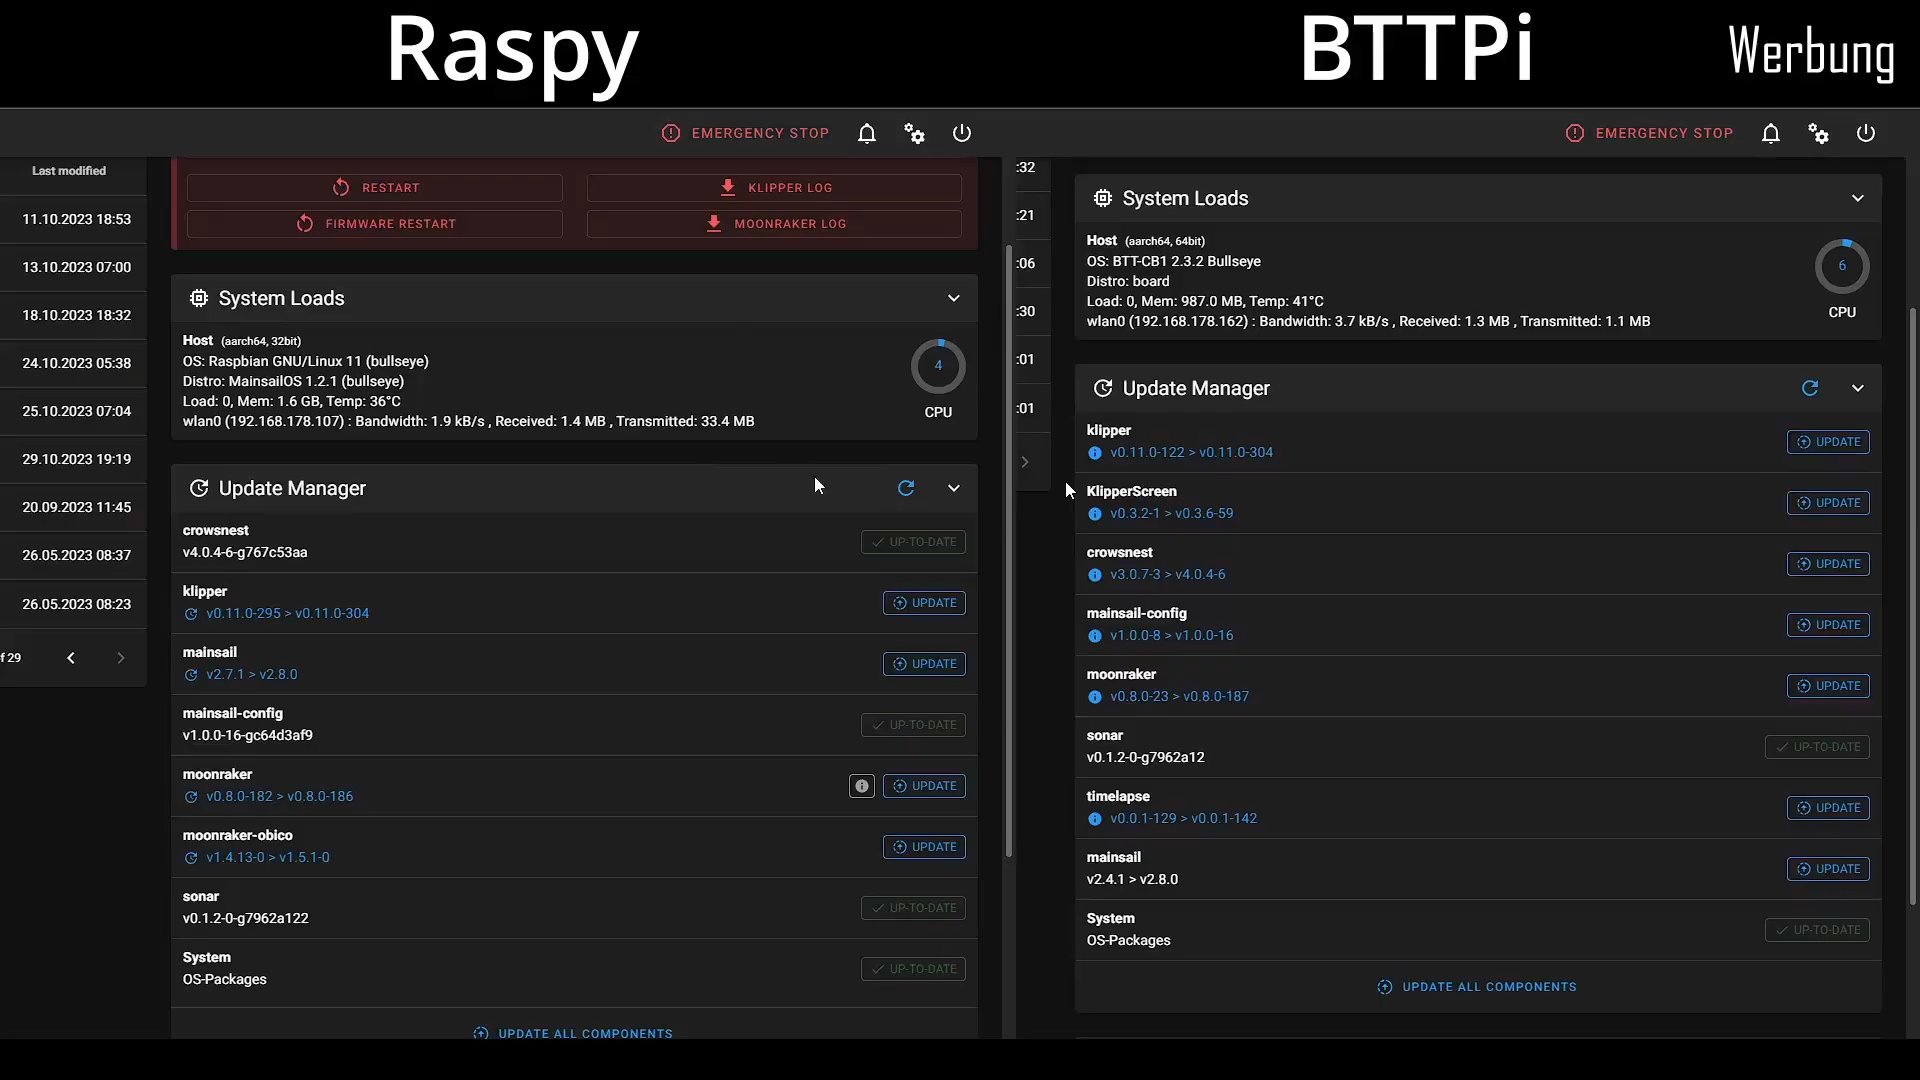 Raspy
BTTPi
Werbung
EMERGENCY STOP
EMERGENCY STOP
Last modified
11.10.2023 18:53
13.10.2023 07:00
18.10.2023 18:32
24.10.2023 05:38
25.10.2023 07:04
29.10.2023 19:19
20.09.2023 11:45
26.05.2023 08:37
26.05.2023 08:23
f 29
RESTART
KLIPPER LOG
FIRMWARE RESTART
MOONRAKER LOG
System Loads
Host (aarch64, 32bit)
OS: Raspbian GNU/Linux 11 (bullseye)
Distro: MainsailOS 1.2.1 (bullseye)
Load: 0, Mem: 1.6 GB, Temp: 36°C
wlan0 (192.168.178.107) : Bandwidth: 1.9 kB/s , Received: 1.4 MB , Transmitted: 33.4 MB
4
CPU
Update Manager
crowsnest
v4.0.4-6-g767c53aa
UP-TO-DATE
klipper
v0.11.0-295 > v0.11.0-304
UPDATE
mainsail
v2.7.1 > v2.8.0
UPDATE
mainsail-config
v1.0.0-16-gc64d3af9
UP-TO-DATE
moonraker
v0.8.0-182 > v0.8.0-186
UPDATE
moonraker-obico
v1.4.13-0 > v1.5.1-0
UPDATE
sonar
v0.1.2-0-g7962a122
UP-TO-DATE
System
OS-Packages
UP-TO-DATE
UPDATE ALL COMPONENTS
:32
:21
:06
:30
:01
:01
System Loads
Host (aarch64, 64bit)
OS: BTT-CB1 2.3.2 Bullseye
Distro: board
Load: 0, Mem: 987.0 MB, Temp: 41°C
wlan0 (192.168.178.162) : Bandwidth: 3.7 kB/s , Received: 1.3 MB , Transmitted: 1.1 MB
6
CPU
Update Manager
klipper
v0.11.0-122 > v0.11.0-304
UPDATE
KlipperScreen
v0.3.2-1 > v0.3.6-59
UPDATE
crowsnest
v3.0.7-3 > v4.0.4-6
UPDATE
mainsail-config
v1.0.0-8 > v1.0.0-16
UPDATE
moonraker
v0.8.0-23 > v0.8.0-187
UPDATE
sonar
v0.1.2-0-g7962a12
UP-TO-DATE
timelapse
v0.0.1-129 > v0.0.1-142
UPDATE
mainsail
v2.4.1 > v2.8.0
UPDATE
System
OS-Packages
UP-TO-DATE
UPDATE ALL COMPONENTS